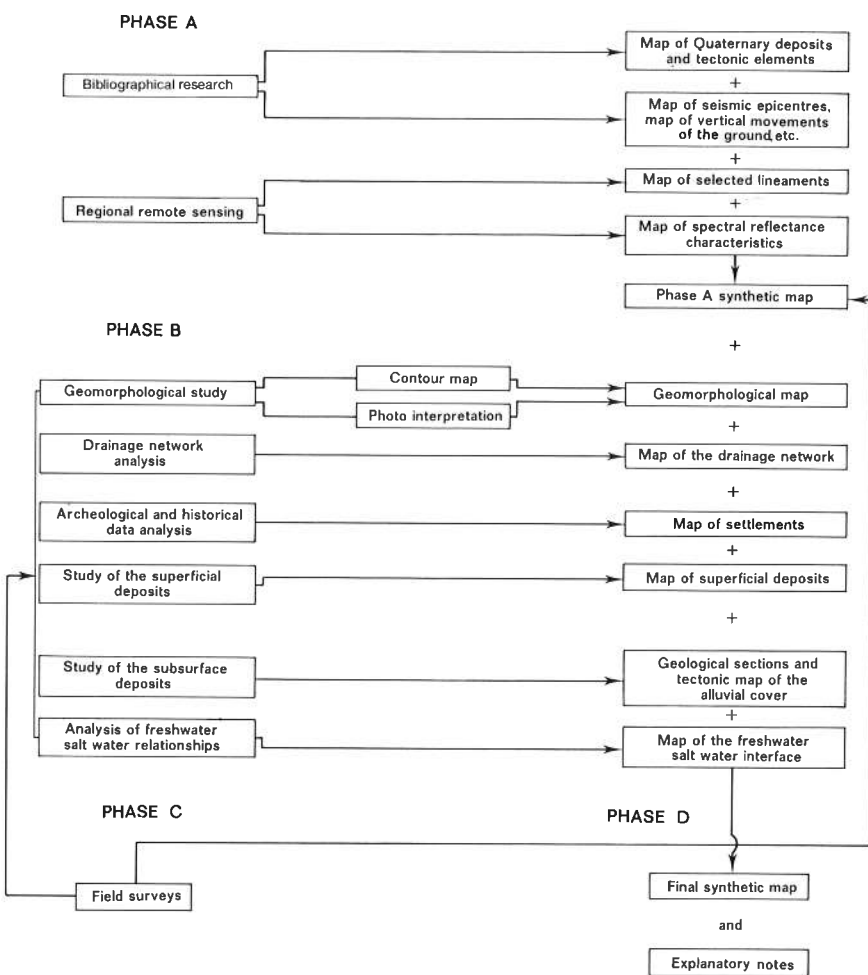 PHASE A
Bibliographical research
Map of Quaternary deposits
and tectonic elements
+
Map of seismic epicentres,
map of vertical movements
of the ground, etc.
+
Regional remote sensing
Map of selected lineaments
+
Map of spectral reflectance
characteristics
Phase A synthetic map
PHASE B
+
Geomorphological study
Contour map
Photo interpretation
Geomorphological map
+
Drainage network
analysis
Map of the drainage network
+
Archeological and historical
data analysis
Map of settlements
+
Study of the superficial
deposits
Map of superficial deposits
+
Study of the subsurface
deposits
Geological sections and
tectonic map of the
alluvial cover
+
Analysis of freshwater
salt water relationships
Map of the freshwater
salt water interface
PHASE C
Field surveys
PHASE D
Final synthetic map
and
Explanatory notes